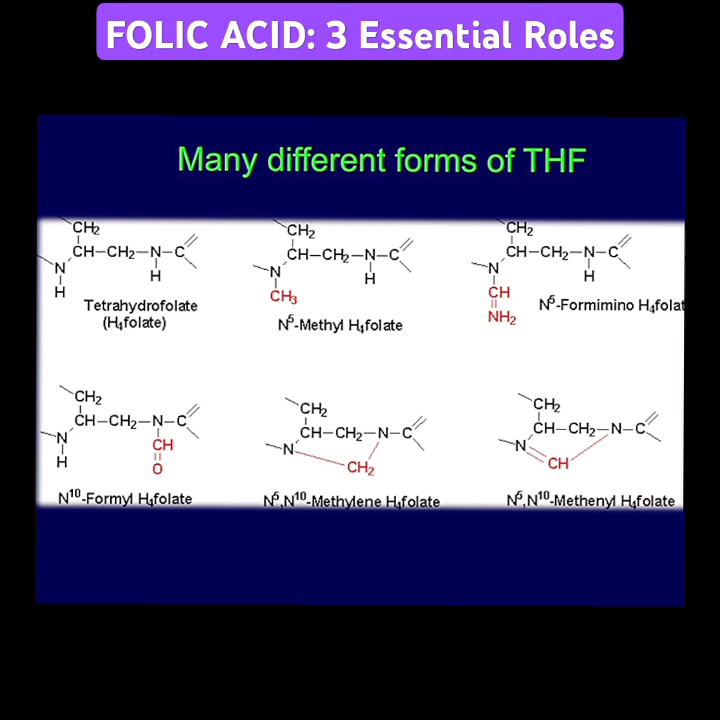 FOLIC ACID: 3 Essential Roles
Many different forms of THF
CH₂
CH–CH₂–N–C
N
H
H
Tetrahydrofolate
(H₄folate)
CH₂
CH–CH₂–N–C
N
H
CH₃
N⁵-Methyl H₄folate
CH₂
CH–CH₂–N–C
N
H
CH
NH₂
N⁵-Formimino H₄folat
CH₂
CH–CH₂–N–C
N
CH
H
O
N¹⁰-Formyl H₄folate
CH₂
CH–CH₂–N–C
N
CH₂
N⁵,N¹⁰-Methylene H₄folate
CH₂
CH–CH₂–N–C
N
CH
N⁵,N¹⁰-Methenyl H₄folate